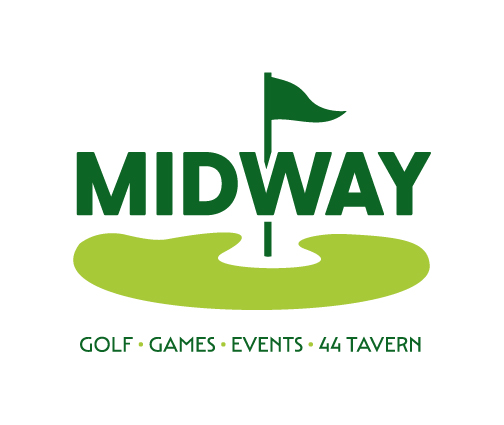 MIDWAY
GOLF • GAMES • EVENTS • 44 TAVERN